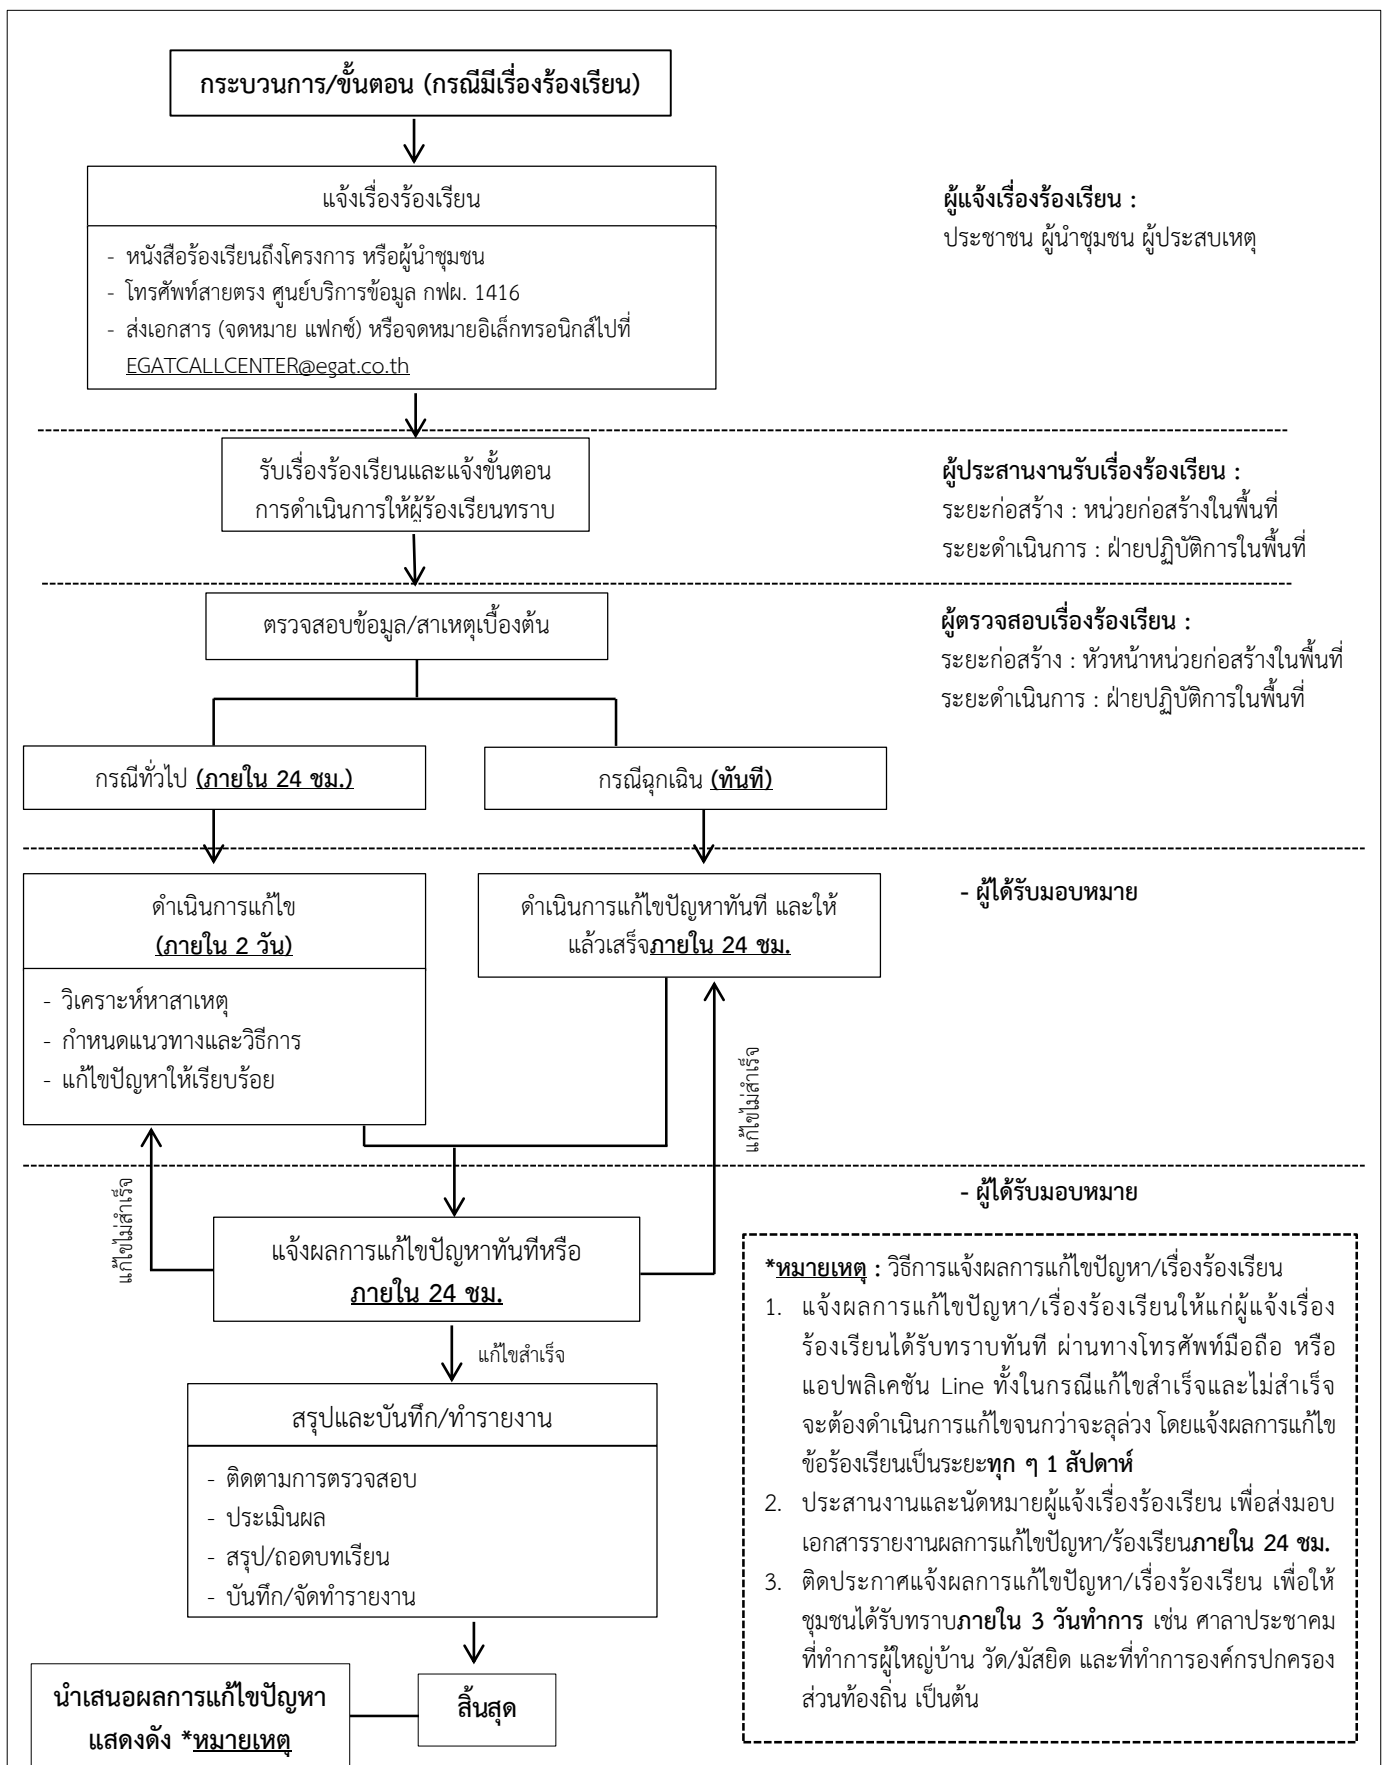 กระบวนการ/ขั้นตอน (กรณีมีเรื่องร้องเรียน)
แจ้งเรื่องร้องเรียน
- หนังสือร้องเรียนถึงโครงการ หรือผู้นำชุมชน
- โทรศัพท์สายตรง ศูนย์บริการข้อมูล กฟผ. 1416
- ส่งเอกสาร (จดหมาย แฟกซ์) หรือจดหมายอิเล็กทรอนิกส์ไปที่
EGATCALLCENTER@egat.co.th
ผู้แจ้งเรื่องร้องเรียน :
ประชาชน ผู้นำชุมชน ผู้ประสบเหตุ
รับเรื่องร้องเรียนและแจ้งขั้นตอน
การดำเนินการให้ผู้ร้องเรียนทราบ
ผู้ประสานงานรับเรื่องร้องเรียน :
ระยะก่อสร้าง : หน่วยก่อสร้างในพื้นที่
ระยะดำเนินการ : ฝ่ายปฏิบัติการในพื้นที่
ตรวจสอบข้อมูล/สาเหตุเบื้องต้น
ผู้ตรวจสอบเรื่องร้องเรียน :
ระยะก่อสร้าง : หัวหน้าหน่วยก่อสร้างในพื้นที่
ระยะดำเนินการ : ฝ่ายปฏิบัติการในพื้นที่
กรณีทั่วไป (ภายใน 24 ชม.)
กรณีฉุกเฉิน (ทันที)
ดำเนินการแก้ไข
(ภายใน 2 วัน)
- วิเคราะห์หาสาเหตุ
- กำหนดแนวทางและวิธีการ
- แก้ไขปัญหาให้เรียบร้อย
ดำเนินการแก้ไขปัญหาทันที และให้
แล้วเสร็จภายใน 24 ชม.
- ผู้ได้รับมอบหมาย
แก้ไขไม่สำเร็จ
แก้ไขไม่สำเร็จ
- ผู้ได้รับมอบหมาย
แจ้งผลการแก้ไขปัญหาทันทีหรือ
ภายใน 24 ชม.
แก้ไขสำเร็จ
สรุปและบันทึก/ทำรายงาน
- ติดตามการตรวจสอบ
- ประเมินผล
- สรุป/ถอดบทเรียน
- บันทึก/จัดทำรายงาน
สิ้นสุด
นำเสนอผลการแก้ไขปัญหา
แสดงดัง *หมายเหตุ
*หมายเหตุ : วิธีการแจ้งผลการแก้ไขปัญหา/เรื่องร้องเรียน
1. แจ้งผลการแก้ไขปัญหา/เรื่องร้องเรียนให้แก่ผู้แจ้งเรื่อง
ร้องเรียนได้รับทราบทันที ผ่านทางโทรศัพท์มือถือ หรือ
แอปพลิเคชัน Line ทั้งในกรณีแก้ไขสำเร็จและไม่สำเร็จ
จะต้องดำเนินการแก้ไขจนกว่าจะลุล่วง โดยแจ้งผลการแก้ไข
ข้อร้องเรียนเป็นระยะทุก ๆ 1 สัปดาห์
2. ประสานงานและนัดหมายผู้แจ้งเรื่องร้องเรียน เพื่อส่งมอบ
เอกสารรายงานผลการแก้ไขปัญหา/ร้องเรียนภายใน 24 ชม.
3. ติดประกาศแจ้งผลการแก้ไขปัญหา/เรื่องร้องเรียน เพื่อให้
ชุมชนได้รับทราบภายใน 3 วันทำการ เช่น ศาลาประชาคม
ที่ทำการผู้ใหญ่บ้าน วัด/มัสยิด และที่ทำการองค์กรปกครอง
ส่วนท้องถิ่น เป็นต้น